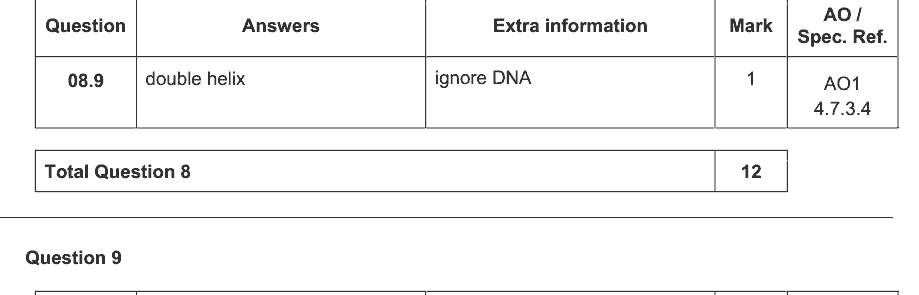 Question Answers Extra information Mark AO / Spec. Ref.
08.9 double helix ignore DNA 1 AO1 4.7.3.4
Total Question 8 12
Question 9